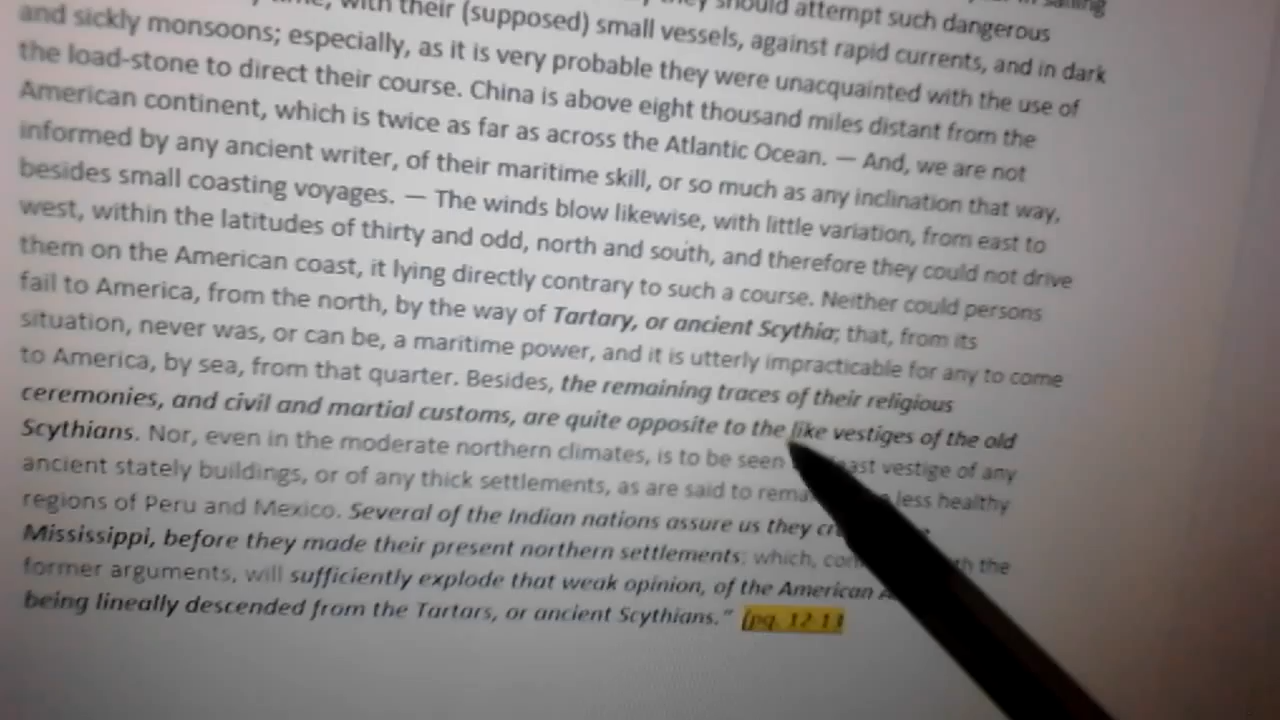 should attempt such dangerous
with their (supposed) small vessels, against rapid currents, and in dark
and sickly monsoons; especially, as it is very probable they were unacquainted with the use of
the load-stone to direct their course. China is above eight thousand miles distant from the
American continent, which is twice as far as across the Atlantic Ocean. — And, we are not
informed by any ancient writer, of their maritime skill, or so much as any inclination that way,
besides small coasting voyages. — The winds blow likewise, with little variation, from east to
west, within the latitudes of thirty and odd, north and south, and therefore they could not drive
them on the American coast, it lying directly contrary to such a course. Neither could persons
fail to America, from the north, by the way of Tartary, or ancient Scythia; that, from its
situation, never was, or can be, a maritime power, and it is utterly impracticable for any to come
to America, by sea, from that quarter. Besides, the remaining traces of their religious
ceremonies, and civil and martial customs, are quite opposite to the like vestiges of the old
Scythians. Nor, even in the moderate northern climates, is to be seen vestige of any
ancient stately buildings, or of any thick settlements, as are said to less healthy
regions of Peru and Mexico. Several of the Indian nations assure us they
Mississippi, before they made their present northern settlements; which, the
former arguments, will sufficiently explode that weak opinion, of the American
being lineally descended from the Tartars, or ancient Scythians." (pg. 12-13